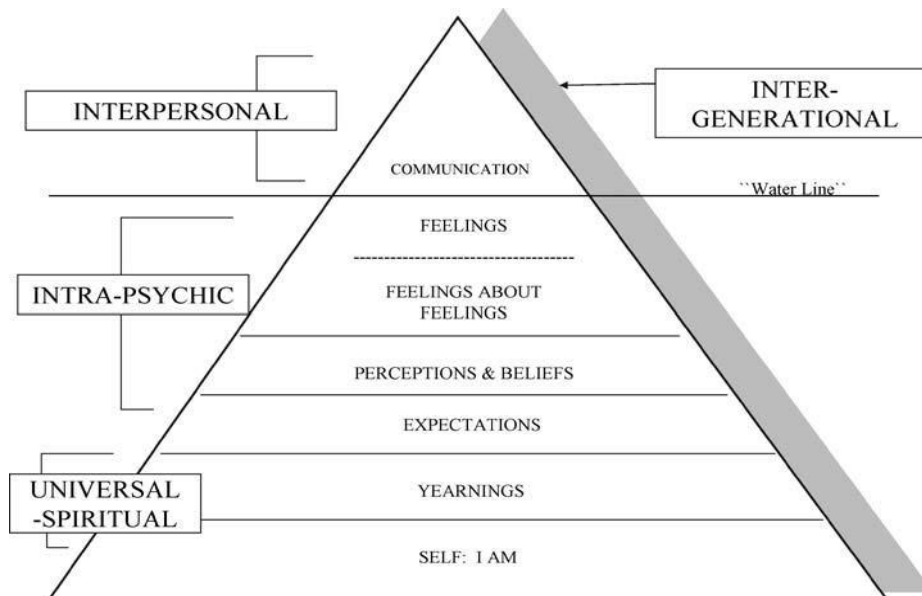 INTERPERSONAL
INTER-
GENERATIONAL
COMMUNICATION
``Water Line``
FEELINGS
-------------------------------------
FEELINGS ABOUT
FEELINGS
INTRA-PSYCHIC
PERCEPTIONS & BELIEFS
EXPECTATIONS
UNIVERSAL
-SPIRITUAL
YEARNINGS
SELF: I AM